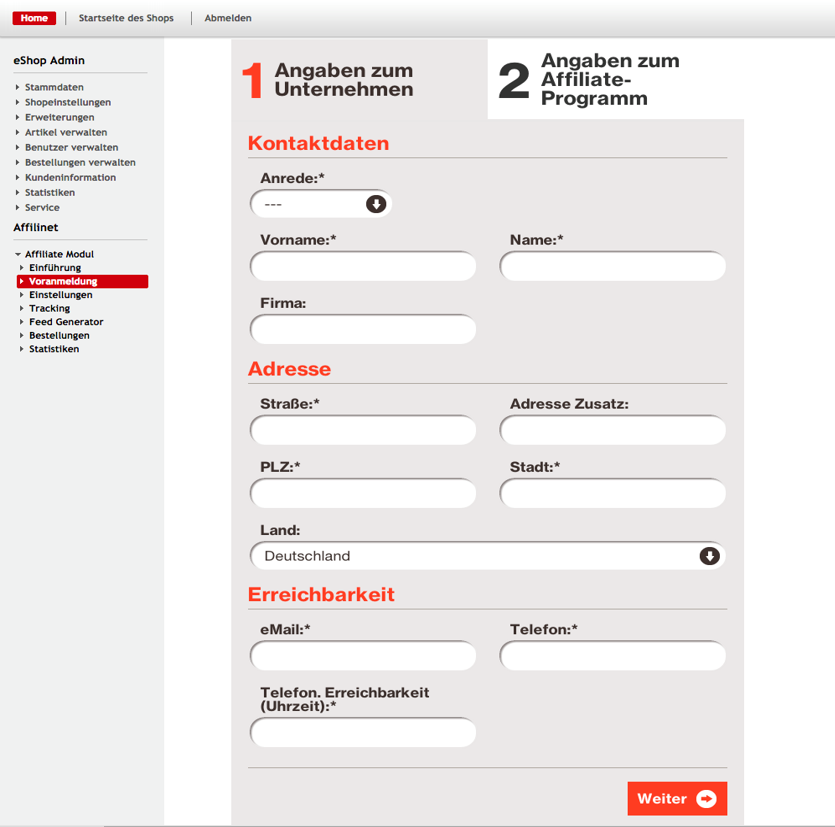 Home
Startseite des Shops
Abmelden
eShop Admin
Stammdaten
Shopeinstellungen
Erweiterungen
Artikel verwalten
Benutzer verwalten
Bestellungen verwalten
Kundeninformation
Statistiken
Service
Affilinet
Affiliate Modul
Einführung
Voranmeldung
Einstellungen
Tracking
Feed Generator
Bestellungen
Statistiken
1 Angaben zum
Unternehmen
2 Angaben zum
Affiliate-
Programm
Kontaktdaten
Anrede:*
---
Vorname:*
Name:*
Firma:
Adresse
Straße:*
Adresse Zusatz:
PLZ:*
Stadt:*
Land:
Deutschland
Erreichbarkeit
eMail:*
Telefon:*
Telefon. Erreichbarkeit
(Uhrzeit):*
Weiter